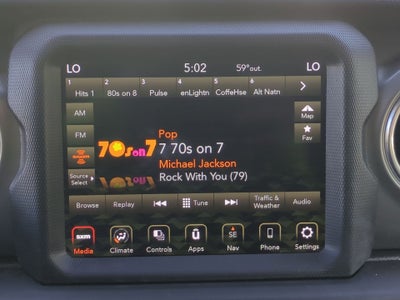 LO 5:02 59°out. LO
1 2 3 4 5 6
Hits 1 80s on 8 Pulse enLightn CoffeHse Alt Natn
AM
Map
FM
Fav
70s on 7
Pop
7 70s on 7
Michael Jackson
Rock With You (79)
Source
Select
Browse Replay Tune Traffic & Weather Audio
sxm SE
Media Climate Controls Apps Nav Phone Settings